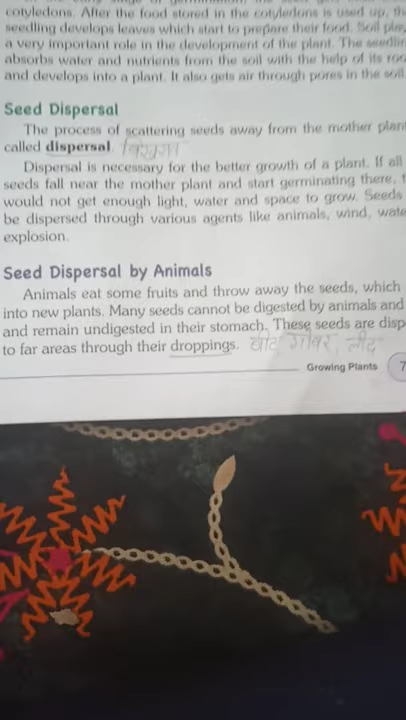 cotyledons. After the food stored in the cotyledons is used up, the
seedling develops leaves which start to prepare their food. Soil play
a very important role in the development of the plant. The seedlin
absorbs water and nutrients from the soil with the help of its roo
and develops into a plant. It also gets air through pores in the soil.
Seed Dispersal
The process of scattering seeds away from the mother plant
called dispersal. बिखराना
Dispersal is necessary for the better growth of a plant. If all
seeds fall near the mother plant and start germinating there, t
would not get enough light, water and space to grow. Seeds
be dispersed through various agents like animals, wind, wate
explosion.
Seed Dispersal by Animals
Animals eat some fruits and throw away the seeds, which
into new plants. Many seeds cannot be digested by animals and
and remain undigested in their stomach. These seeds are disp
to far areas through their droppings. बीट गोबर, लीद
Growing Plants 7